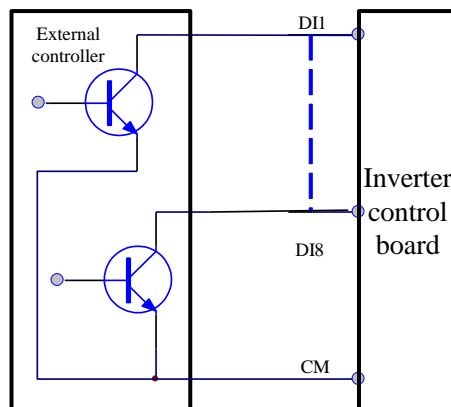 External
controller
DI1
Inverter
control
board
DI8
CM